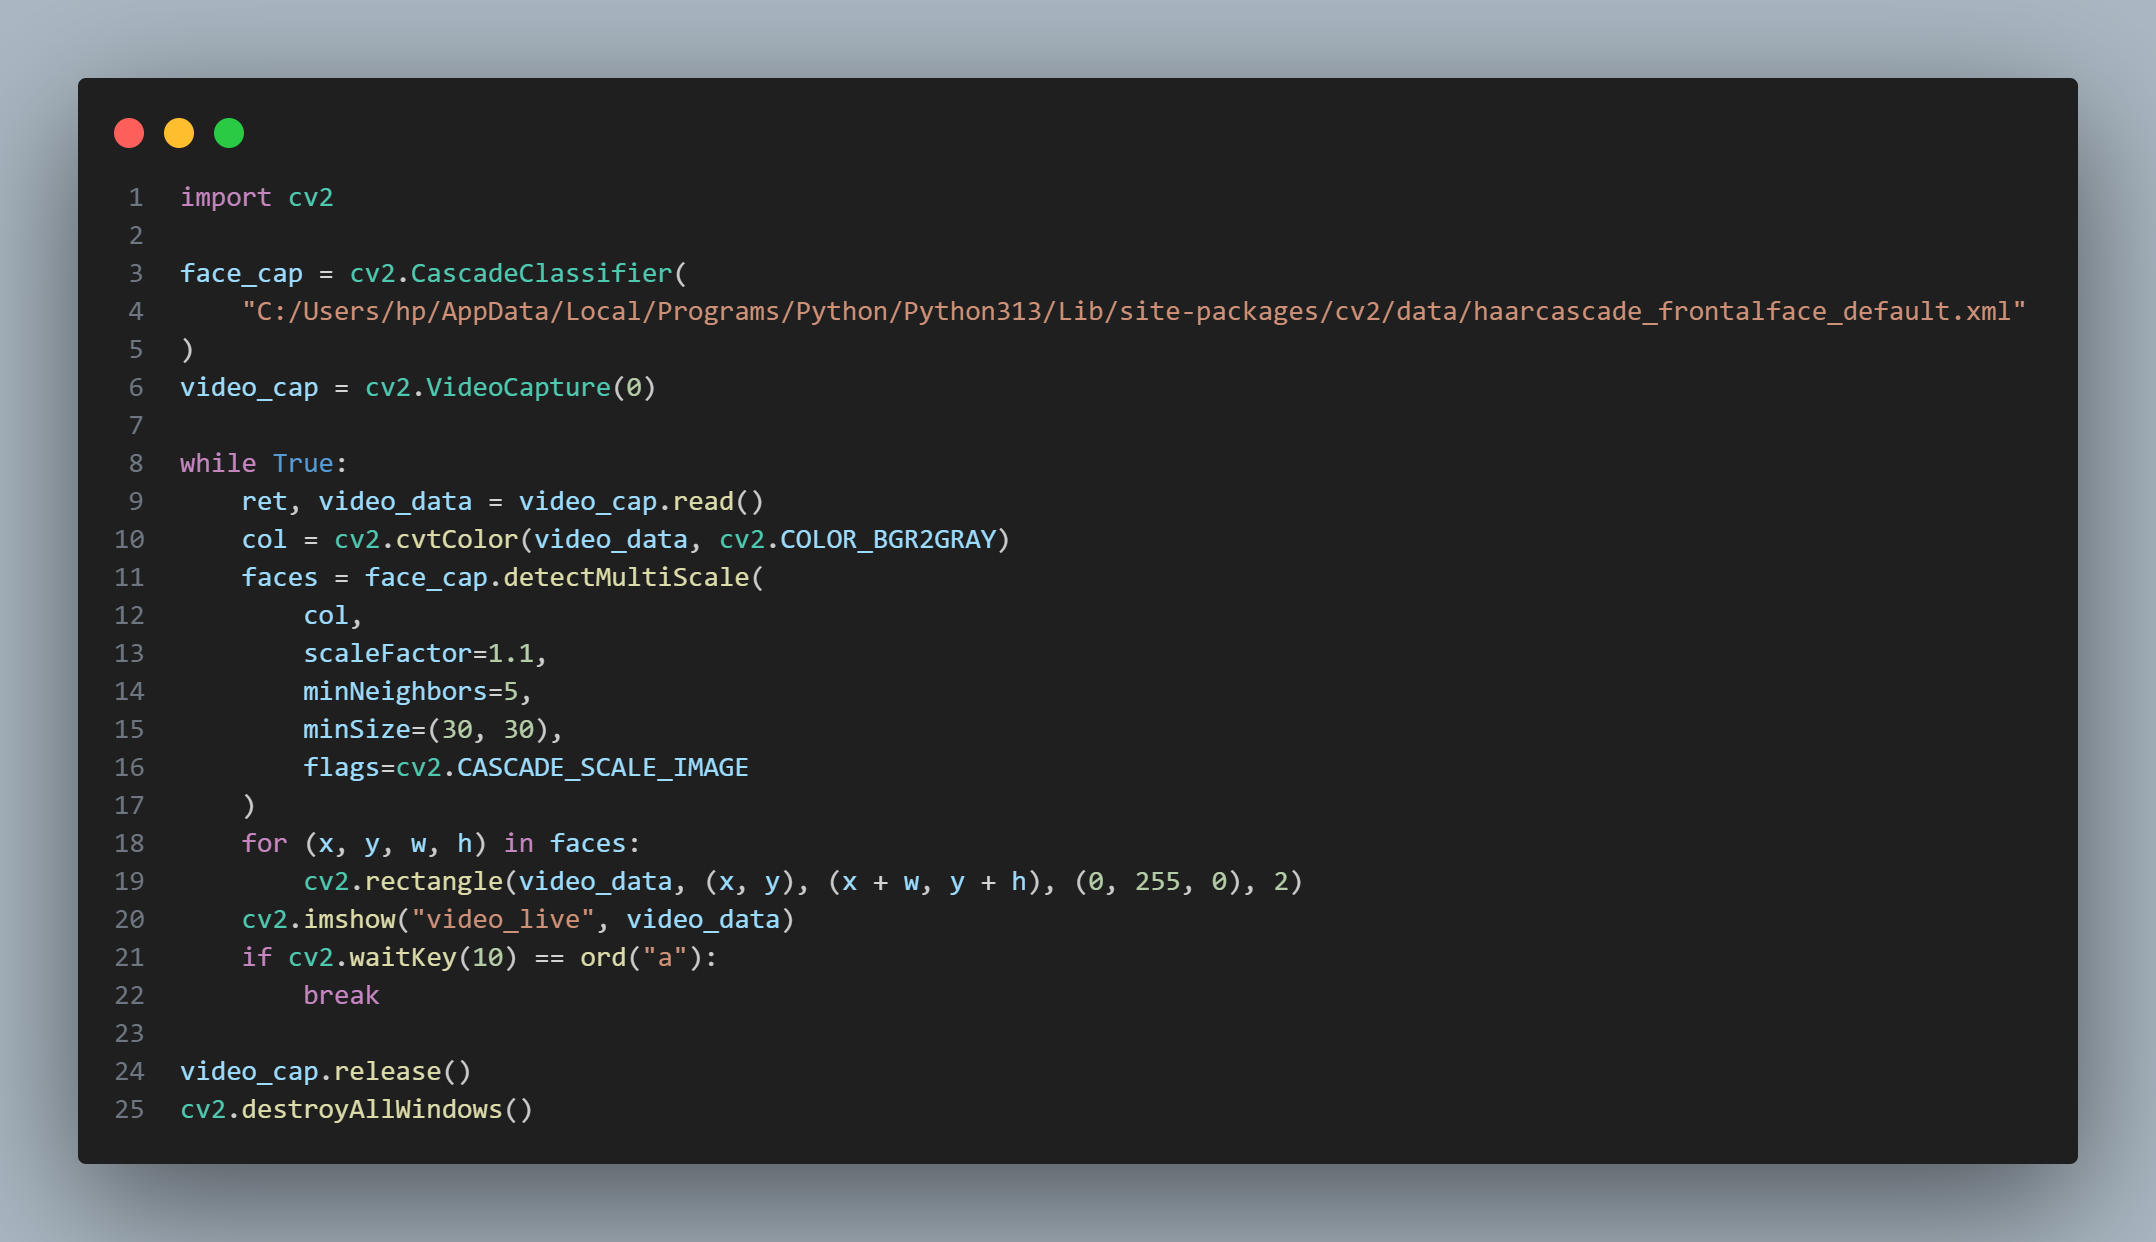 1 import cv2
2
3 face_cap = cv2.CascadeClassifier(
4     "C:/Users/hp/AppData/Local/Programs/Python/Python313/Lib/site-packages/cv2/data/haarcascade_frontalface_default.xml"
5 )
6 video_cap = cv2.VideoCapture(0)
7
8 while True:
9     ret, video_data = video_cap.read()
10     col = cv2.cvtColor(video_data, cv2.COLOR_BGR2GRAY)
11     faces = face_cap.detectMultiScale(
12         col,
13         scaleFactor=1.1,
14         minNeighbors=5,
15         minSize=(30, 30),
16         flags=cv2.CASCADE_SCALE_IMAGE
17     )
18     for (x, y, w, h) in faces:
19         cv2.rectangle(video_data, (x, y), (x + w, y + h), (0, 255, 0), 2)
20     cv2.imshow("video_live", video_data)
21     if cv2.waitKey(10) == ord("a"):
22         break
23
24 video_cap.release()
25 cv2.destroyAllWindows()